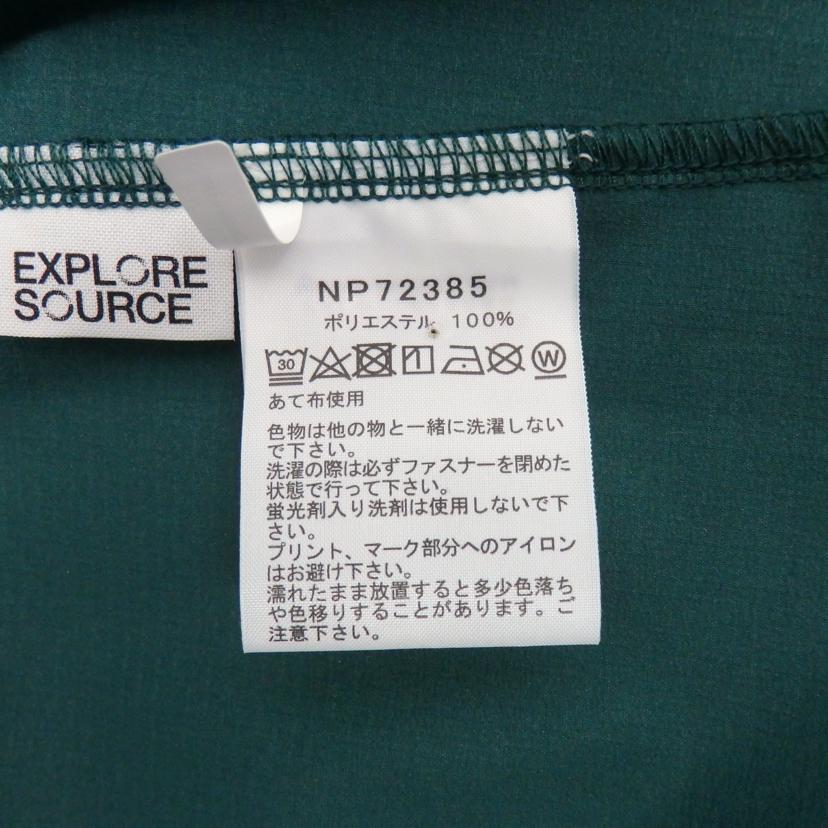 EXPLORE
SOURCE
NP72385
ポリエステル 100%
30
W
あて布使用
色物は他の物と一緒に洗濯しない
で下さい。
洗濯の際は必ずファスナーを閉めた
状態で行って下さい。
蛍光剤入り洗剤は使用しないで下
さい。
プリント、マーク部分へのアイロン
はお避け下さい。
濡れたまま放置すると多少色落ち
や色移りすることがあります。ご
注意下さい。